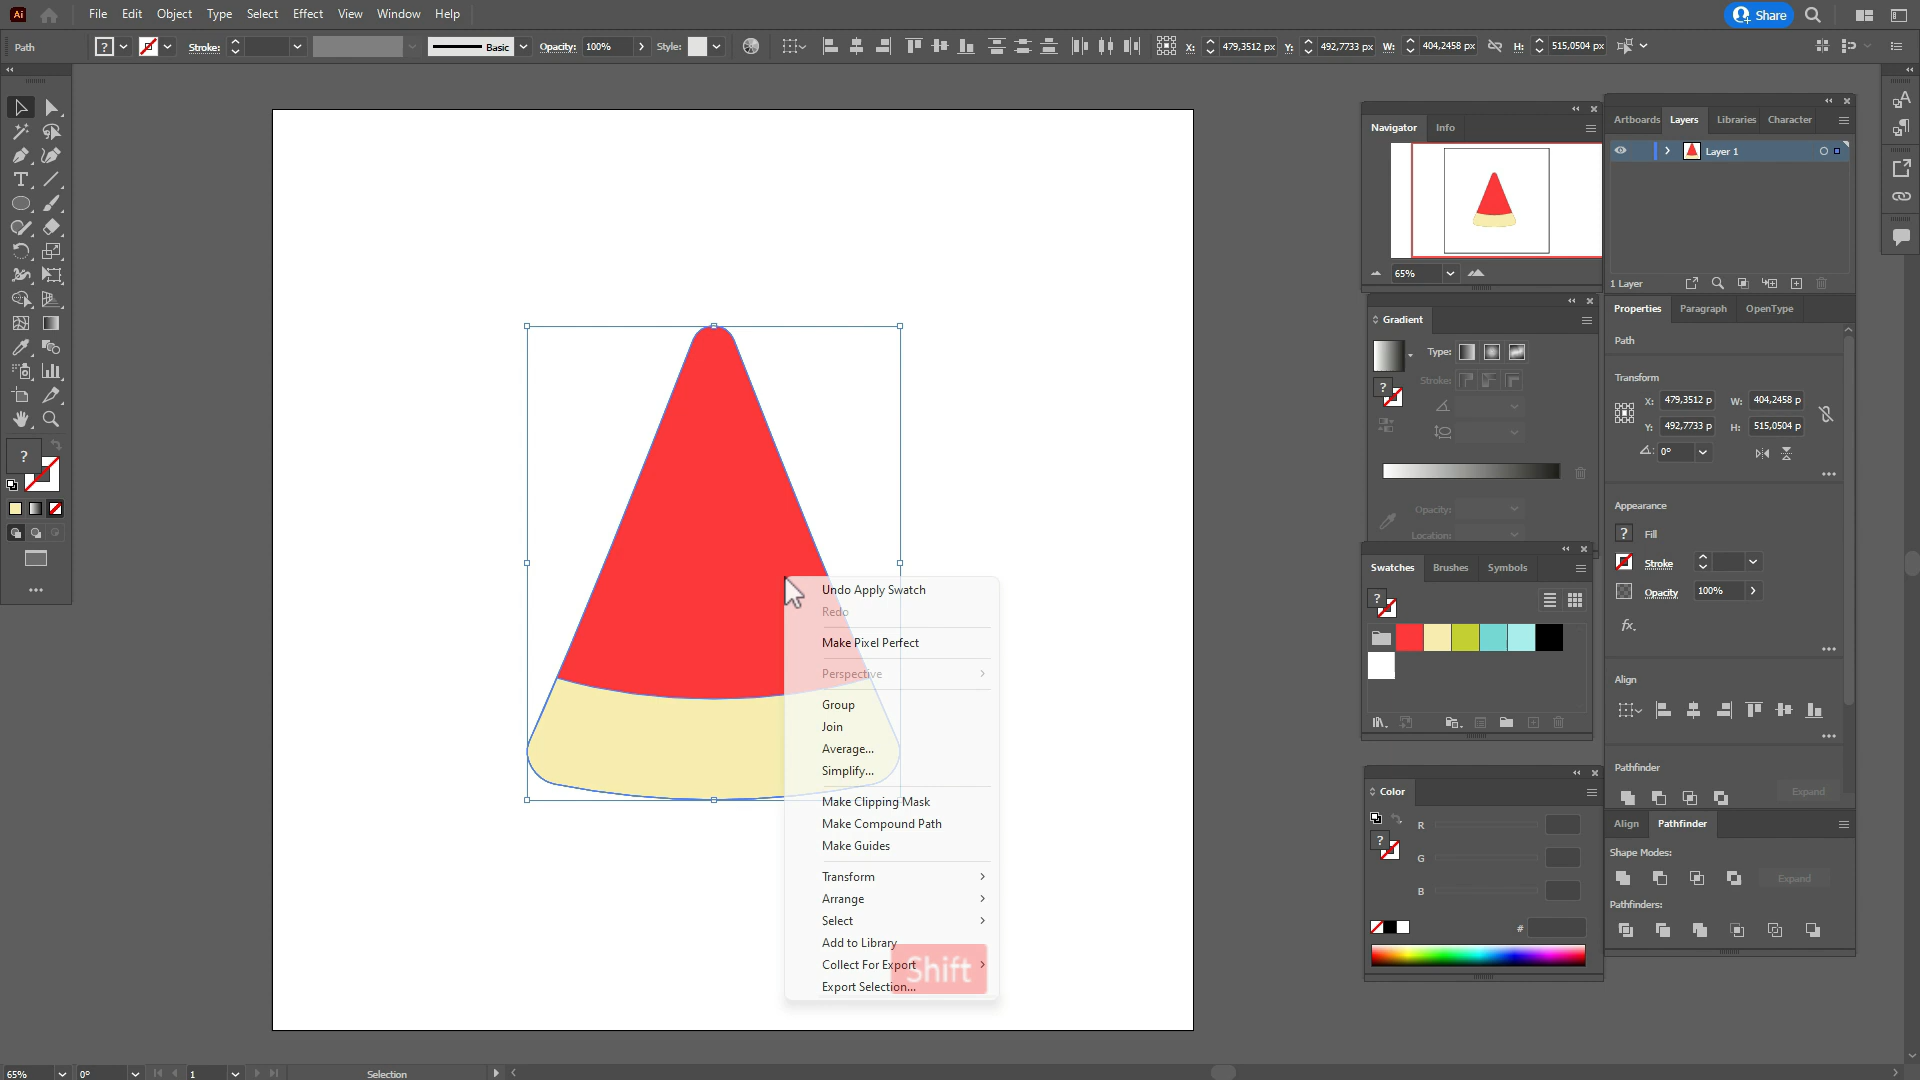 Ai File Edit Object Type Select Effect View Window Help Share
Path ? Stroke: Basic Opacity: 100% Style: X: 479,3512 px Y: 492,7733 px W: 404,2458 px H: 515,0504 px
Navigator Info
65%
Artboards Layers Libraries Character
Layer 1
1 Layer
Gradient
Type:
Stroke:
?
Opacity:
Location:
Properties Paragraph OpenType
Path
Transform
X: 479,3512 p W: 404,2458 p
Y: 492,7733 p H: 515,0504 p
0°
Appearance
? Fill
Stroke
Opacity 100%
fx.
Align
Pathfinder
Expand
Swatches Brushes Symbols
?
Color
R
?
G
B
#
Align Pathfinder
Shape Modes:
Expand
Pathfinders:
?
Undo Apply Swatch
Redo
Make Pixel Perfect
Perspective
Group
Join
Average...
Simplify...
Make Clipping Mask
Make Compound Path
Make Guides
Transform
Arrange
Select
Add to Library
Collect For Export
Export Selection...
Shift
65% 0° 1 Selection